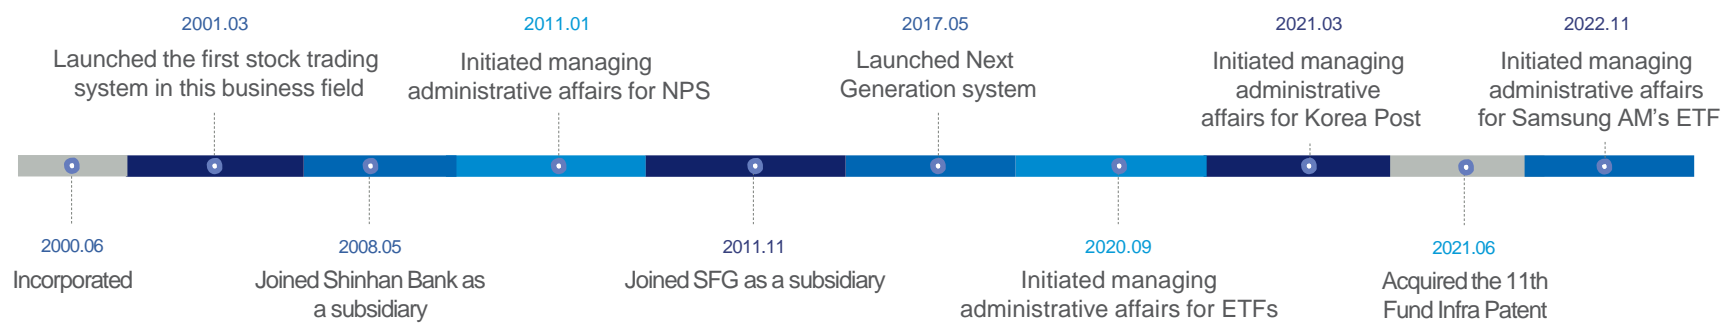 2001.03
Launched the first stock trading
system in this business field
2011.01
Initiated managing
administrative affairs for NPS
2017.05
Launched Next
Generation system
2021.03
Initiated managing
administrative
affairs for Korea Post
2022.11
Initiated managing
administrative affairs
for Samsung AM’s ETF
2000.06
Incorporated
2008.05
Joined Shinhan Bank as
a subsidiary
2011.11
Joined SFG as a subsidiary
2020.09
Initiated managing
administrative affairs for ETFs
2021.06
Acquired the 11th
Fund Infra Patent